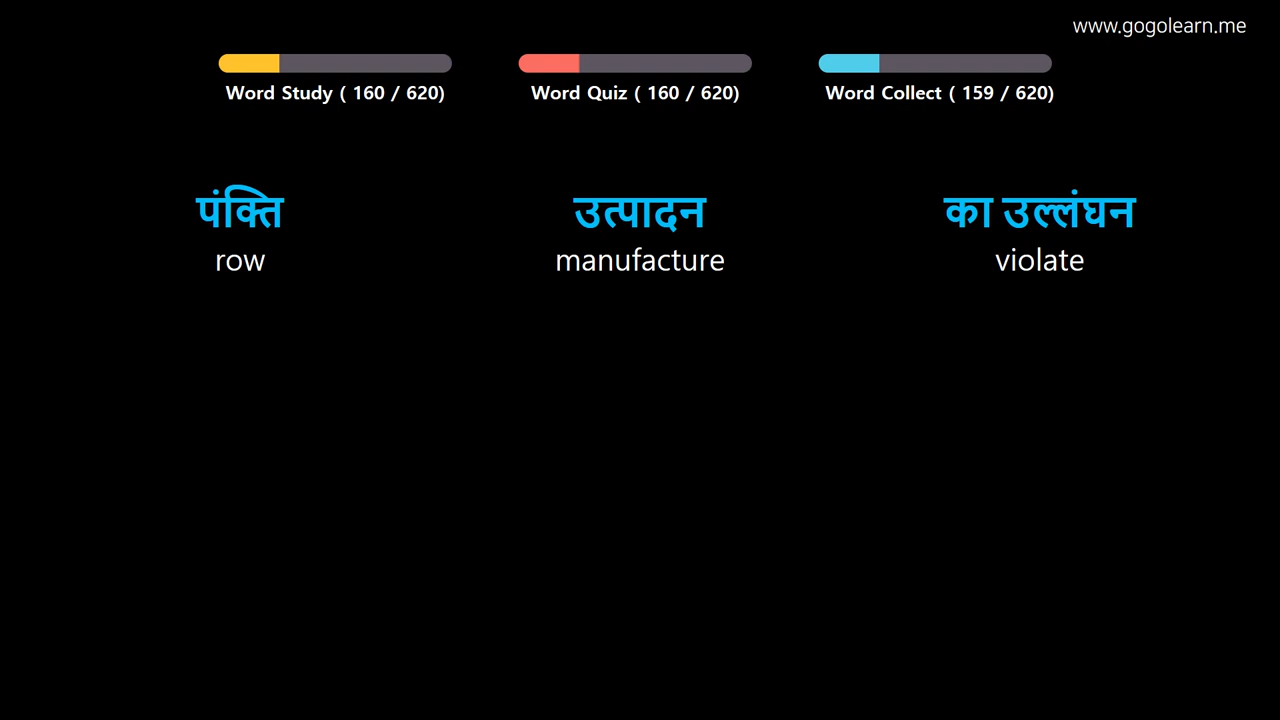 www.gogolearn.me
Word Study ( 160 / 620)
Word Quiz ( 160 / 620)
Word Collect ( 159 / 620)
पंक्ति
row
उत्पादन
manufacture
का उल्लंघन
violate